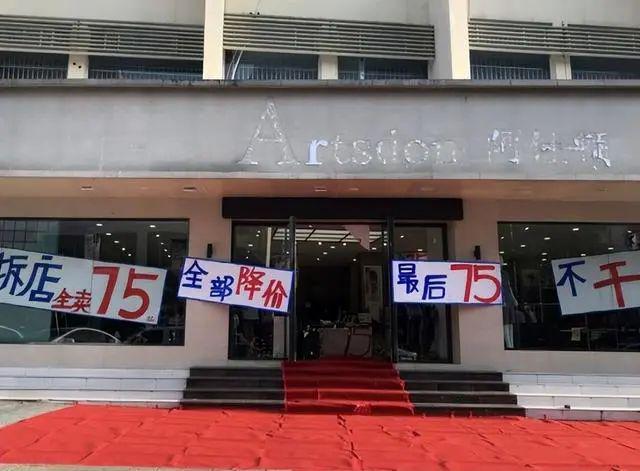 Artsdon 阿仕顿
拆店全卖75
全部降价
最后75
不干